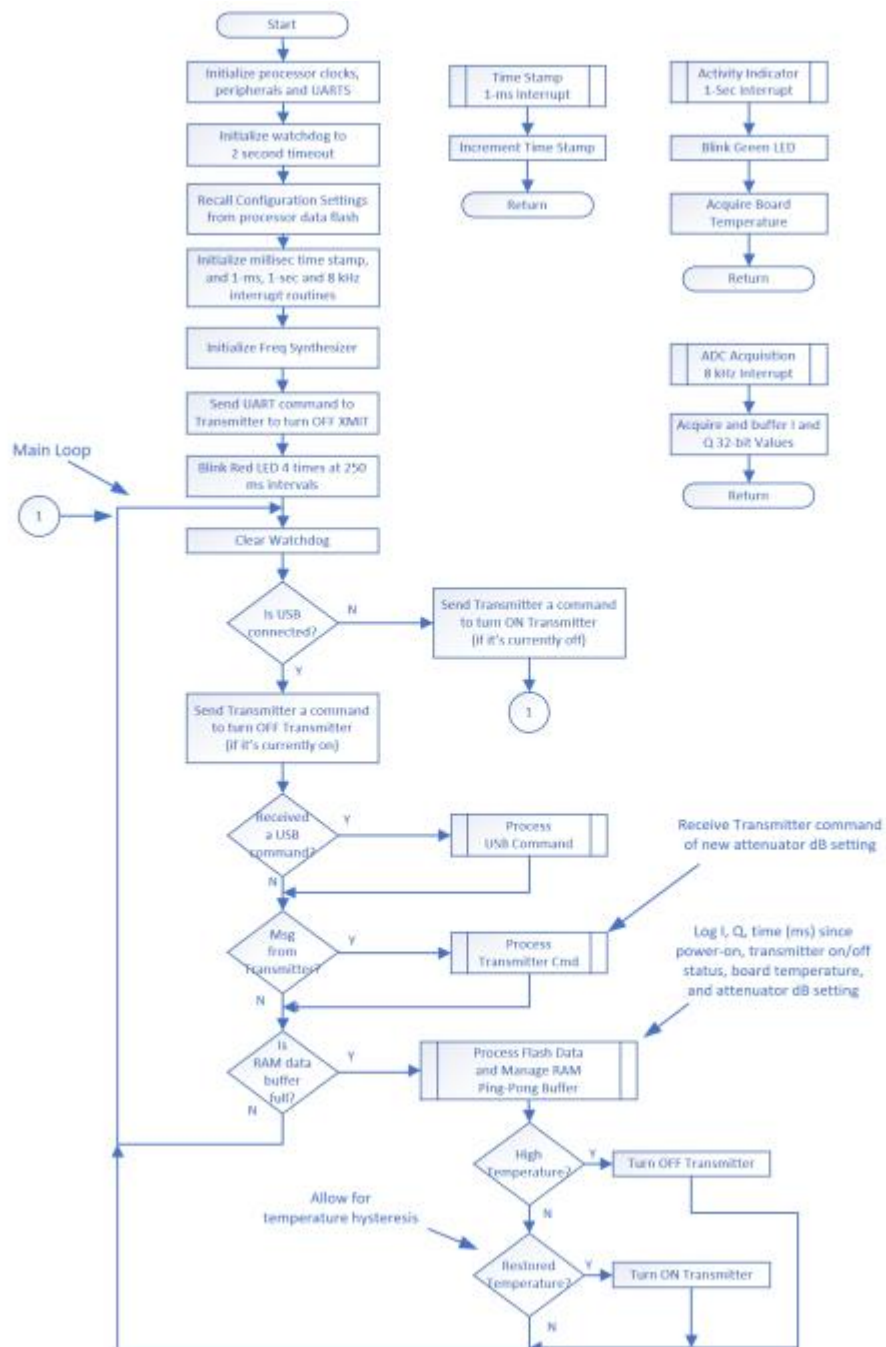 Start
Initialize processor clocks,
peripherals and UARTS
Initialize watchdog to
2 second timeout
Recall Configuration Settings
from processor data flash
Initialize millisec time stamp,
and 1-ms, 1-sec and 8 kHz
interrupt routines
Initialize Freq Synthesizer
Send UART command to
Transmitter to turn OFF XMIT
Blink Red LED 4 times at 250
ms intervals
Time Stamp
1-ms Interrupt
Increment Time Stamp
Return
Activity Indicator
1-Sec Interrupt
Blink Green LED
Acquire Board
Temperature
Return
ADC Acquisition
8 kHz Interrupt
Acquire and buffer I and
Q 32-bit Values
Return
Main Loop
1
Clear Watchdog
Is USB
connected?
N
Y
Send Transmitter a command
to turn ON Transmitter
(if it's currently off)
1
Send Transmitter a command
to turn OFF Transmitter
(if it's currently on)
Received
a USB
command?
Y
N
Process
USB Command
Receive Transmitter command
of new attenuator dB setting
Msg
from
Transmitter?
Y
N
Process
Transmitter Cmd
Log I, Q, time (ms) since
power-on, transmitter on/off
status, board temperature,
and attenuator dB setting
Is
RAM data
buffer
full?
Y
N
Process Flash Data
and Manage RAM
Ping-Pong Buffer
High
Temperature?
Y
N
Turn OFF Transmitter
Allow for
temperature hysteresis
Restored
Temperature?
Y
N
Turn ON Transmitter